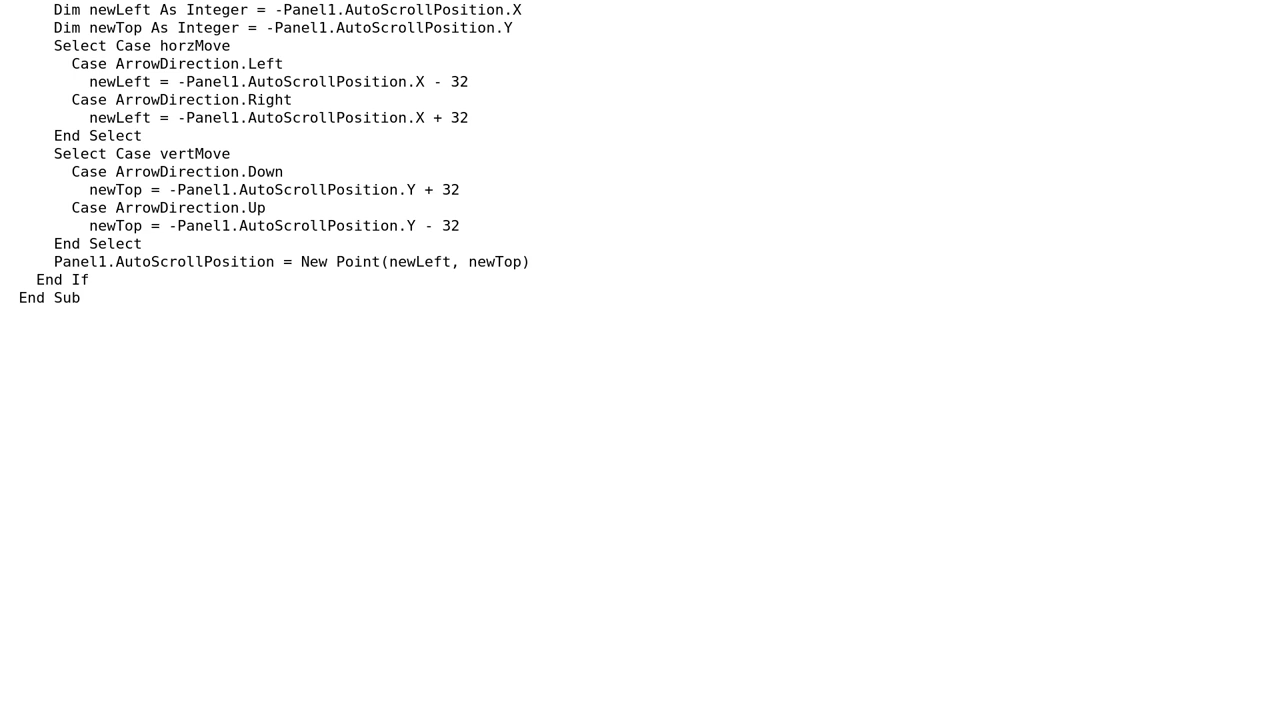 Dim newLeft As Integer = -Panel1.AutoScrollPosition.X
    Dim newTop As Integer = -Panel1.AutoScrollPosition.Y
    Select Case horzMove
      Case ArrowDirection.Left
        newLeft = -Panel1.AutoScrollPosition.X - 32
      Case ArrowDirection.Right
        newLeft = -Panel1.AutoScrollPosition.X + 32
    End Select
    Select Case vertMove
      Case ArrowDirection.Down
        newTop = -Panel1.AutoScrollPosition.Y + 32
      Case ArrowDirection.Up
        newTop = -Panel1.AutoScrollPosition.Y - 32
    End Select
    Panel1.AutoScrollPosition = New Point(newLeft, newTop)
  End If
End Sub